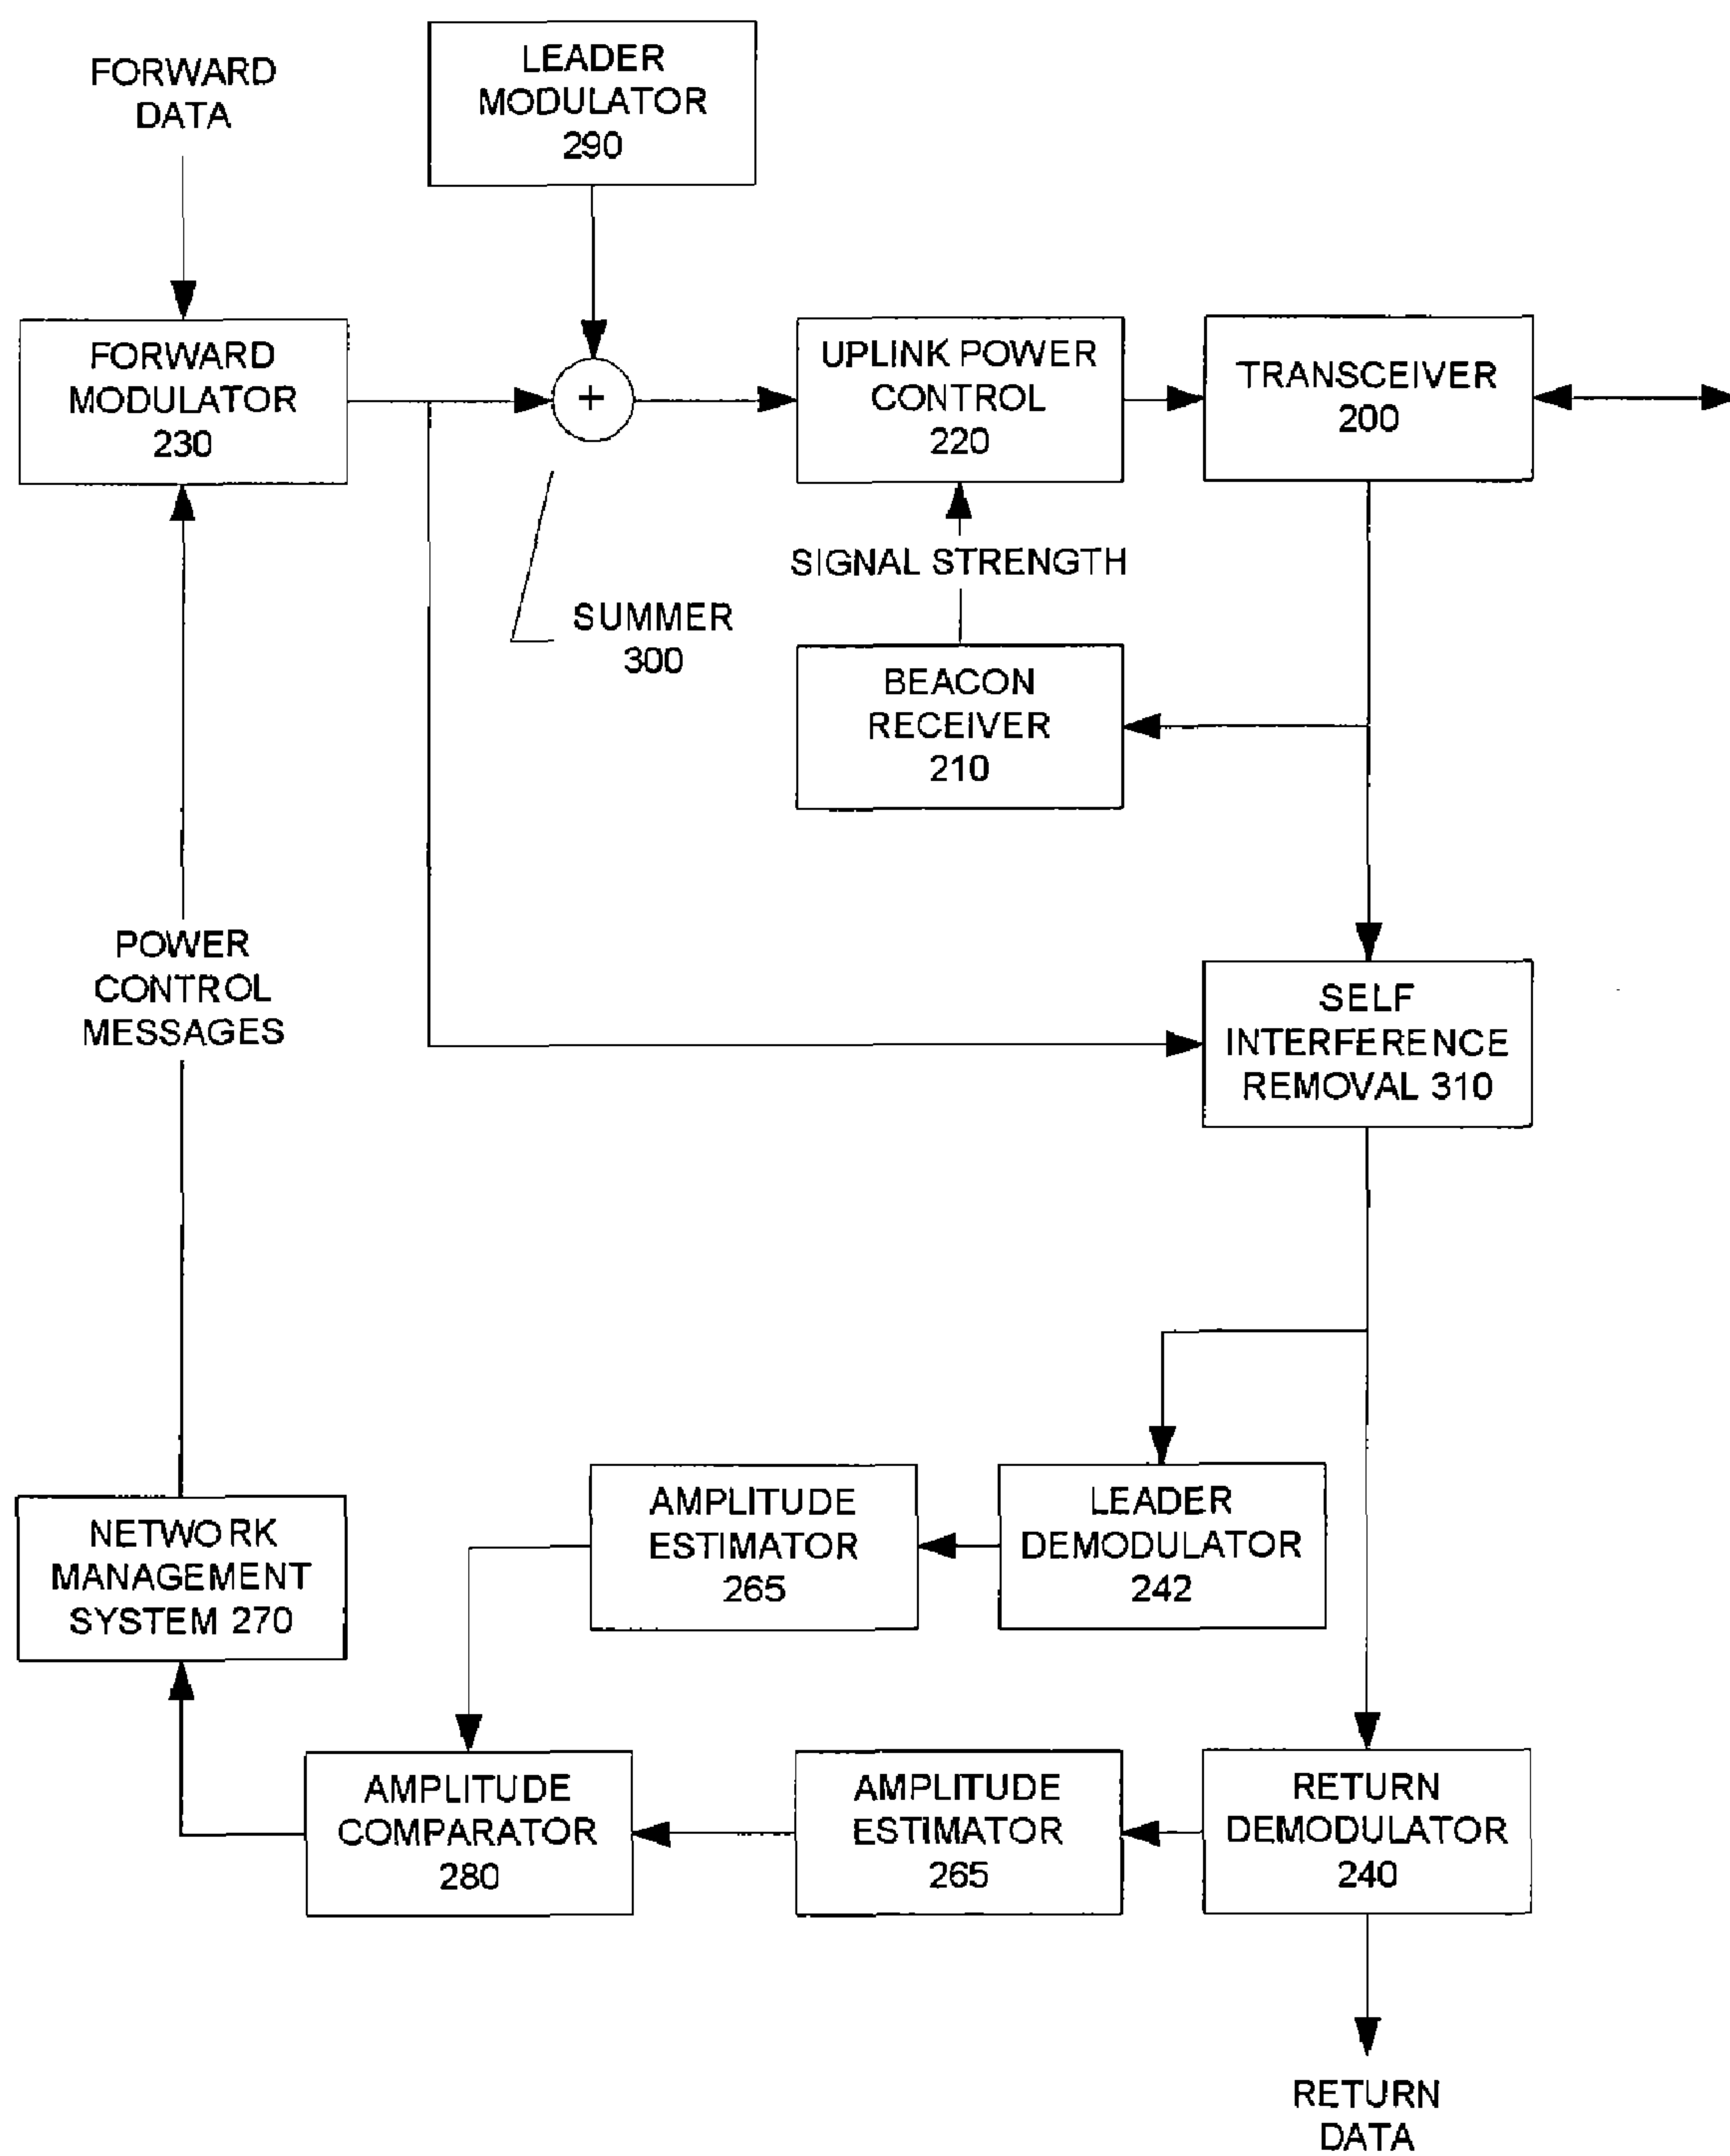 FORWARD
DATA
LEADER
MODULATOR
290
FORWARD
MODULATOR
230
+
UPLINK POWER
CONTROL
220
TRANSCEIVER
200
SIGNAL STRENGTH
SUMMER
300
BEACON
RECEIVER
210
POWER
CONTROL
MESSAGES
SELF
INTERFERENCE
REMOVAL 310
NETWORK
MANAGEMENT
SYSTEM 270
AMPLITUDE
ESTIMATOR
265
LEADER
DEMODULATOR
242
AMPLITUDE
COMPARATOR
280
AMPLITUDE
ESTIMATOR
265
RETURN
DEMODULATOR
240
RETURN
DATA